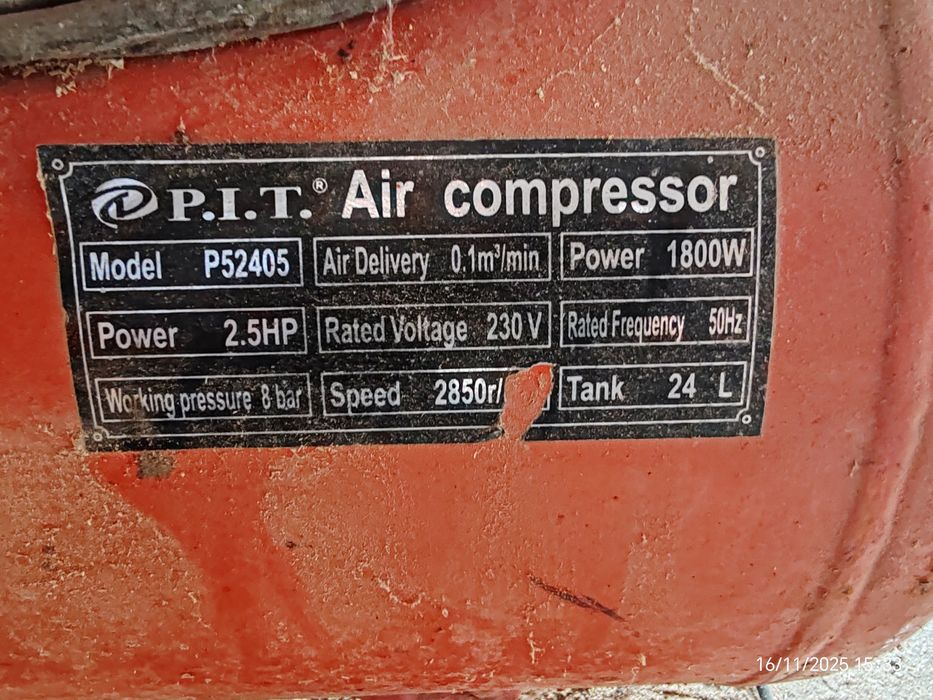 P.I.T.® Air compressor
Model P52405 Air Delivery 0.1m³/min Power 1800W
Power 2.5HP Rated Voltage 230 V Rated Frequency 50Hz
Working pressure 8 bar Speed 2850r/ Tank 24 L
16/11/2025 15:33